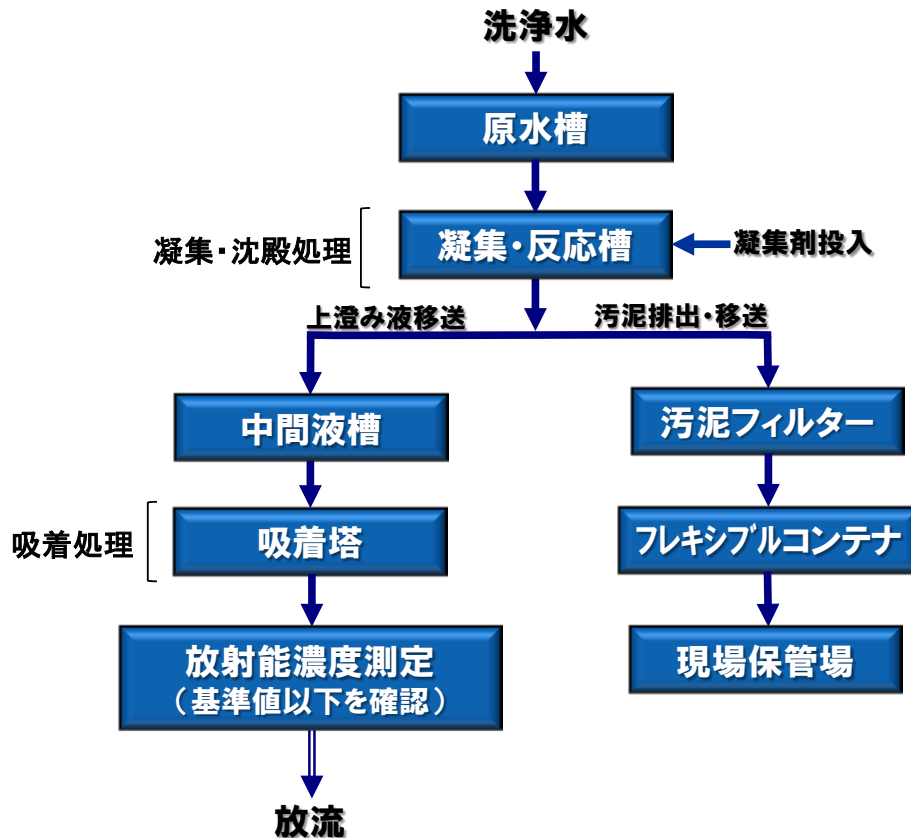 洗浄水
原水槽
凝集・沈殿処理
凝集・反応槽
凝集剤投入
上澄み液移送
汚泥排出・移送
中間液槽
汚泥フィルター
吸着処理
吸着塔
フレキシブルコンテナ
放射能濃度測定
（基準値以下を確認）
現場保管場
放流